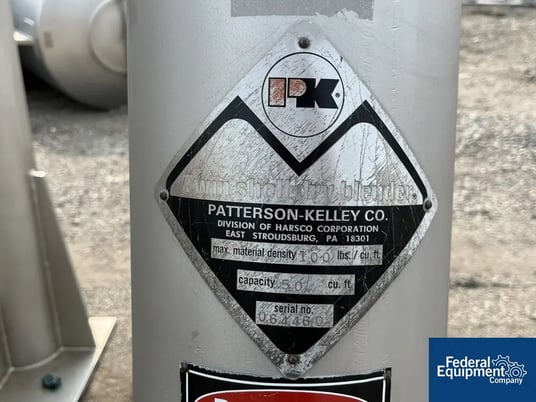 PK
twin shell dry blender
PATTERSON-KELLEY CO.
DIVISION OF HARSCO CORPORATION
EAST STROUDSBURG, PA 18301
max. material density 100 lbs./cu. ft.
capacity 50 cu. ft.
serial no.
Federal
Equipment
Company